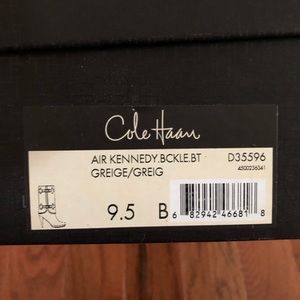 Cole Haan
AIR KENNEDY.BCKLE.BT D35596
GREIGE/GREIG 4500236341
9.5 B
6 82942 46681 8